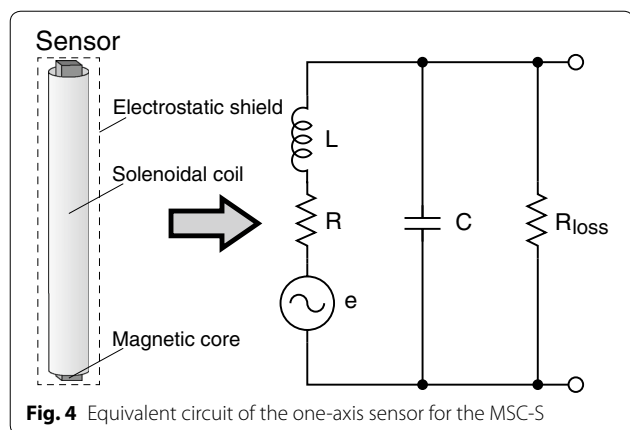 Sensor
Electrostatic shield
Solenoidal coil
Magnetic core
L
R
e
C
Rloss
Fig. 4 Equivalent circuit of the one-axis sensor for the MSC-S